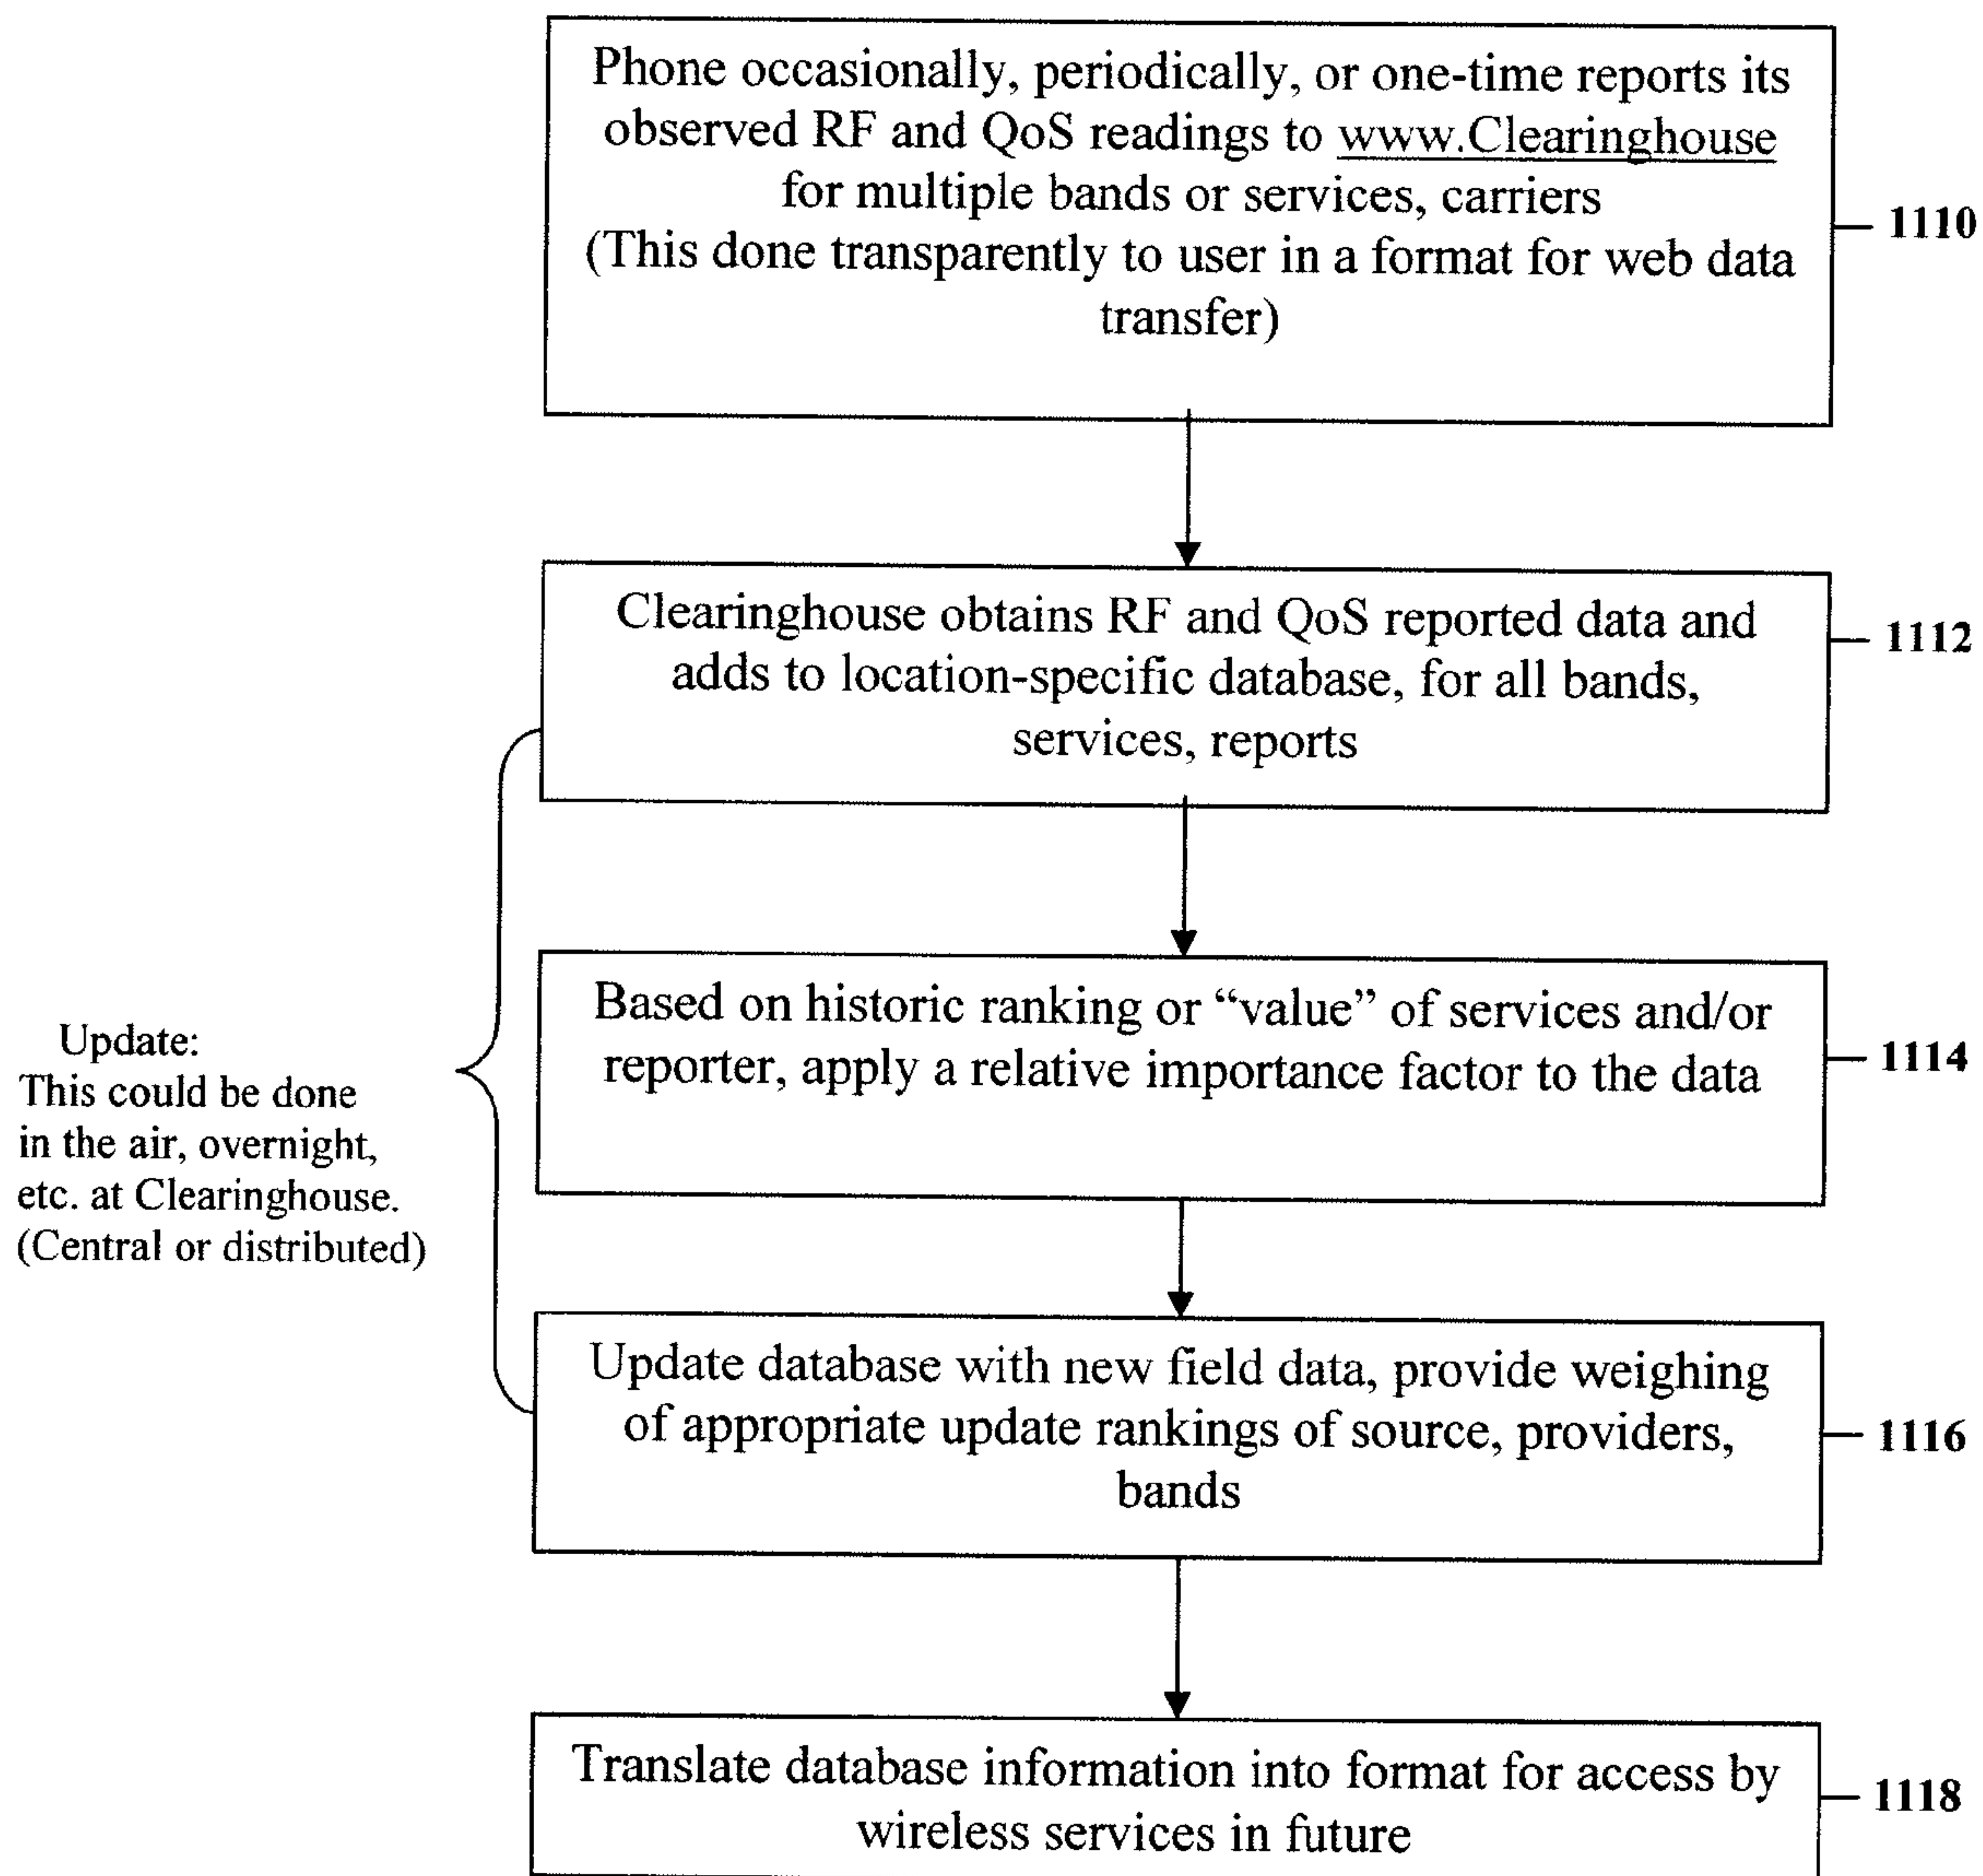 Phone occasionally, periodically, or one-time reports its
observed RF and QoS readings to www.Clearinghouse
for multiple bands or services, carriers
(This done transparently to user in a format for web data
transfer)
1110
Clearinghouse obtains RF and QoS reported data and
adds to location-specific database, for all bands,
services, reports
1112
Update:
This could be done
in the air, overnight,
etc. at Clearinghouse.
(Central or distributed)
Based on historic ranking or “value” of services and/or
reporter, apply a relative importance factor to the data
1114
Update database with new field data, provide weighing
of appropriate update rankings of source, providers,
bands
1116
Translate database information into format for access by
wireless services in future
1118